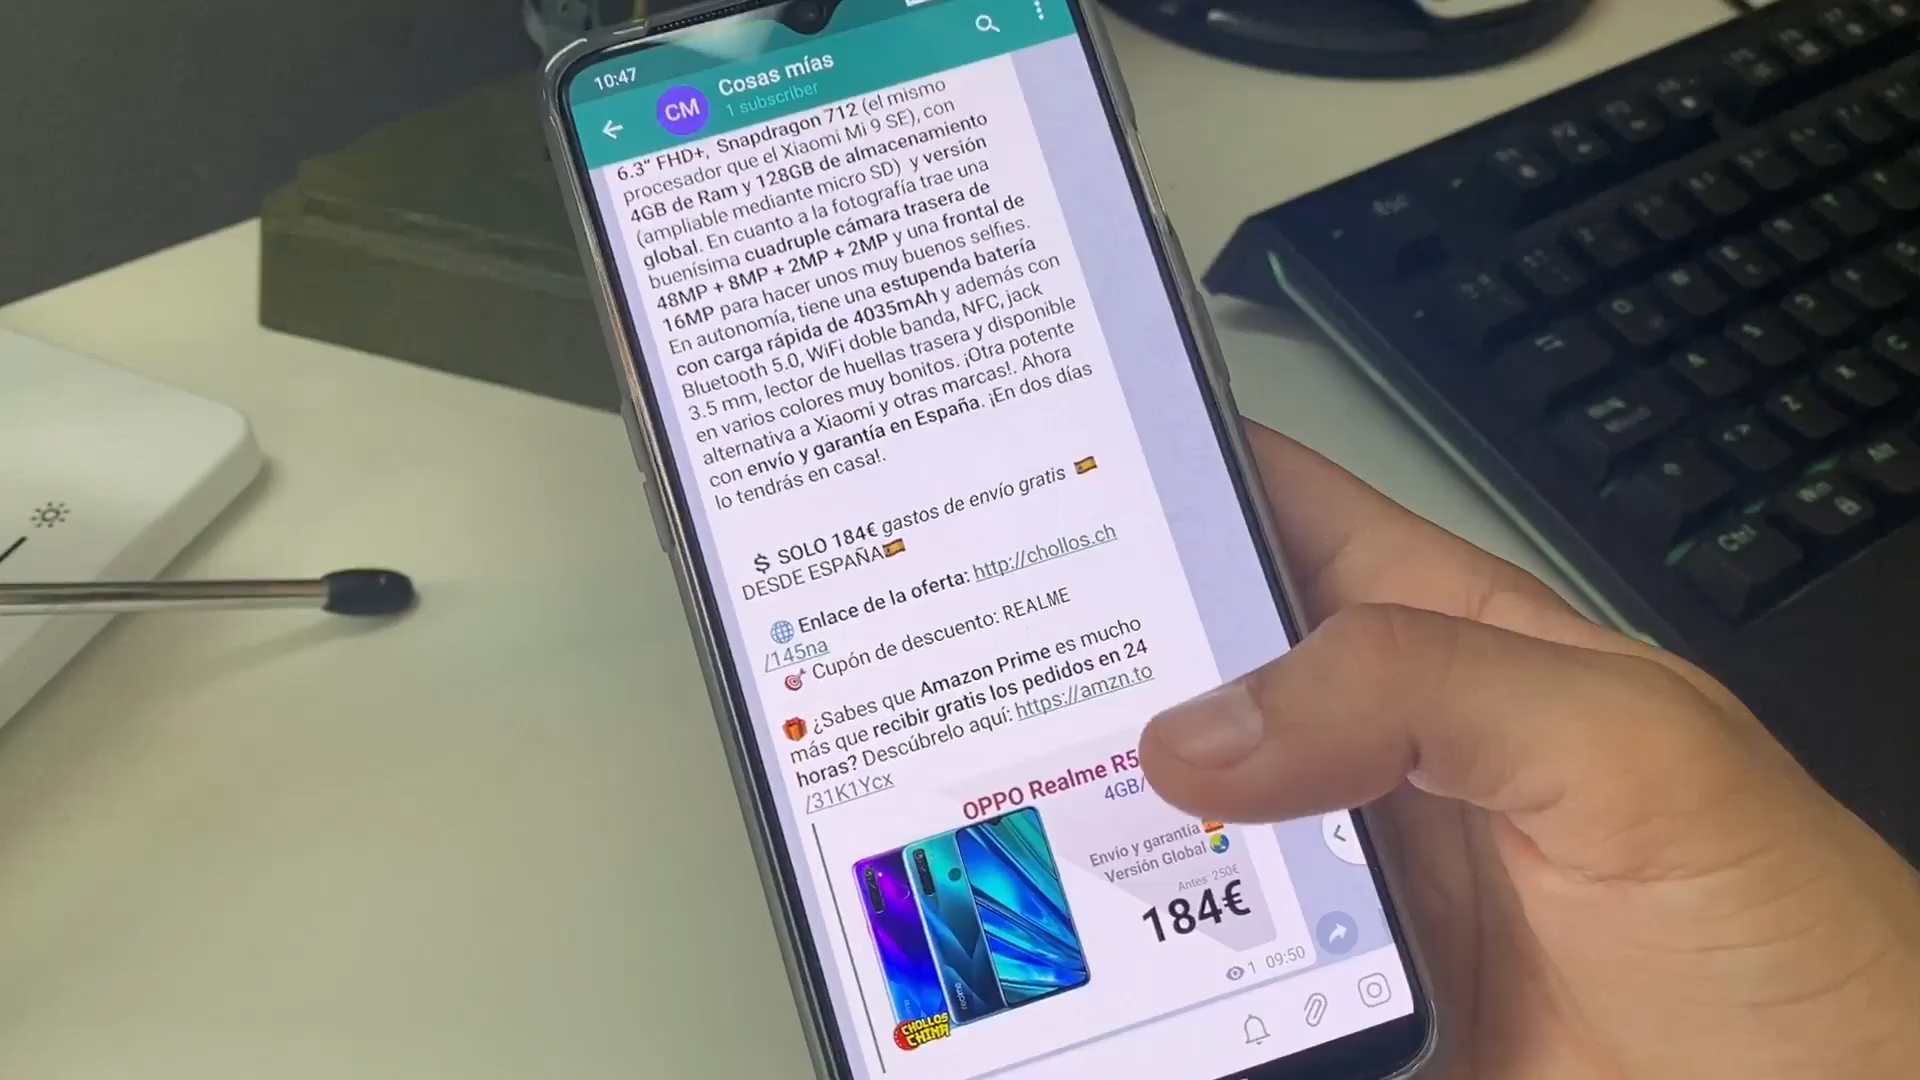 10:47
CM
Cosas mías
1 subscriber
6.3" FHD+, Snapdragon 712 (el mismo
procesador que el Xiaomi Mi 9 SE), con
4GB de Ram y 128GB de almacenamiento
(ampliable mediante micro SD) y versión
global. En cuanto a la fotografía trae una
buenísima cuadruple cámara trasera de
48MP + 8MP + 2MP + 2MP y una frontal de
16MP para hacer unos muy buenos selfies.
En autonomía, tiene una estupenda batería
con carga rápida de 4035mAh y además con
Bluetooth 5.0, WiFi doble banda, NFC, jack
3.5 mm, lector de huellas trasera y disponible
en varios colores muy bonitos. ¡Otra potente
alternativa a Xiaomi y otras marcas!. Ahora
con envío y garantía en España. ¡En dos días
lo tendrás en casa!.
$ SOLO 184€ gastos de envío gratis
DESDE ESPAÑA
Enlace de la oferta: http://chollos.ch
/145na
Cupón de descuento: REALME
¿Sabes que Amazon Prime es mucho
más que recibir gratis los pedidos en 24
horas? Descúbrelo aquí: https://amzn.to
/31K1Ycx
OPPO Realme R5
4GB/
Envío y garantía
Versión Global
Antes: 250€
184€
realme
CHOLLOS
CHINA
1 09:50
esc
Ctrl
Alt